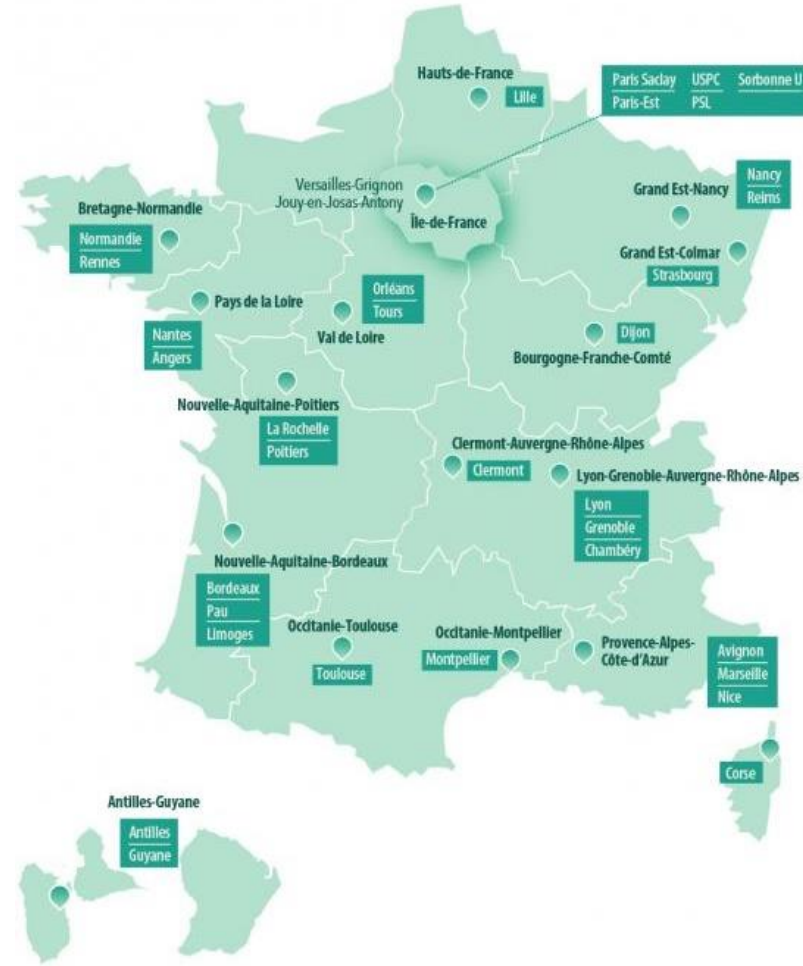 Hauts-de-France
Lille
Paris Saclay USPC Sorbonne U
Paris-Est PSL
Versailles-Grignon
Jouy-en-Josas-Antony
Île-de-France
Nancy
Reims
Grand Est-Nancy
Grand Est-Colmar
Strasbourg
Bretagne-Normandie
Normandie
Rennes
Pays de la Loire
Nantes
Angers
Orléans
Tours
Val de Loire
Dijon
Bourgogne-Franche-Comté
Nouvelle-Aquitaine-Poitiers
La Rochelle
Poitiers
Clermont-Auvergne-Rhône-Alpes
Clermont
Lyon-Grenoble-Auvergne-Rhône-Alpes
Lyon
Grenoble
Chambéry
Nouvelle-Aquitaine-Bordeaux
Bordeaux
Pau
Limoges
Occitanie-Toulouse
Toulouse
Occitanie-Montpellier
Montpellier
Provence-Alpes-
Côte-d'Azur
Avignon
Marseille
Nice
Corse
Antilles-Guyane
Antilles
Guyane